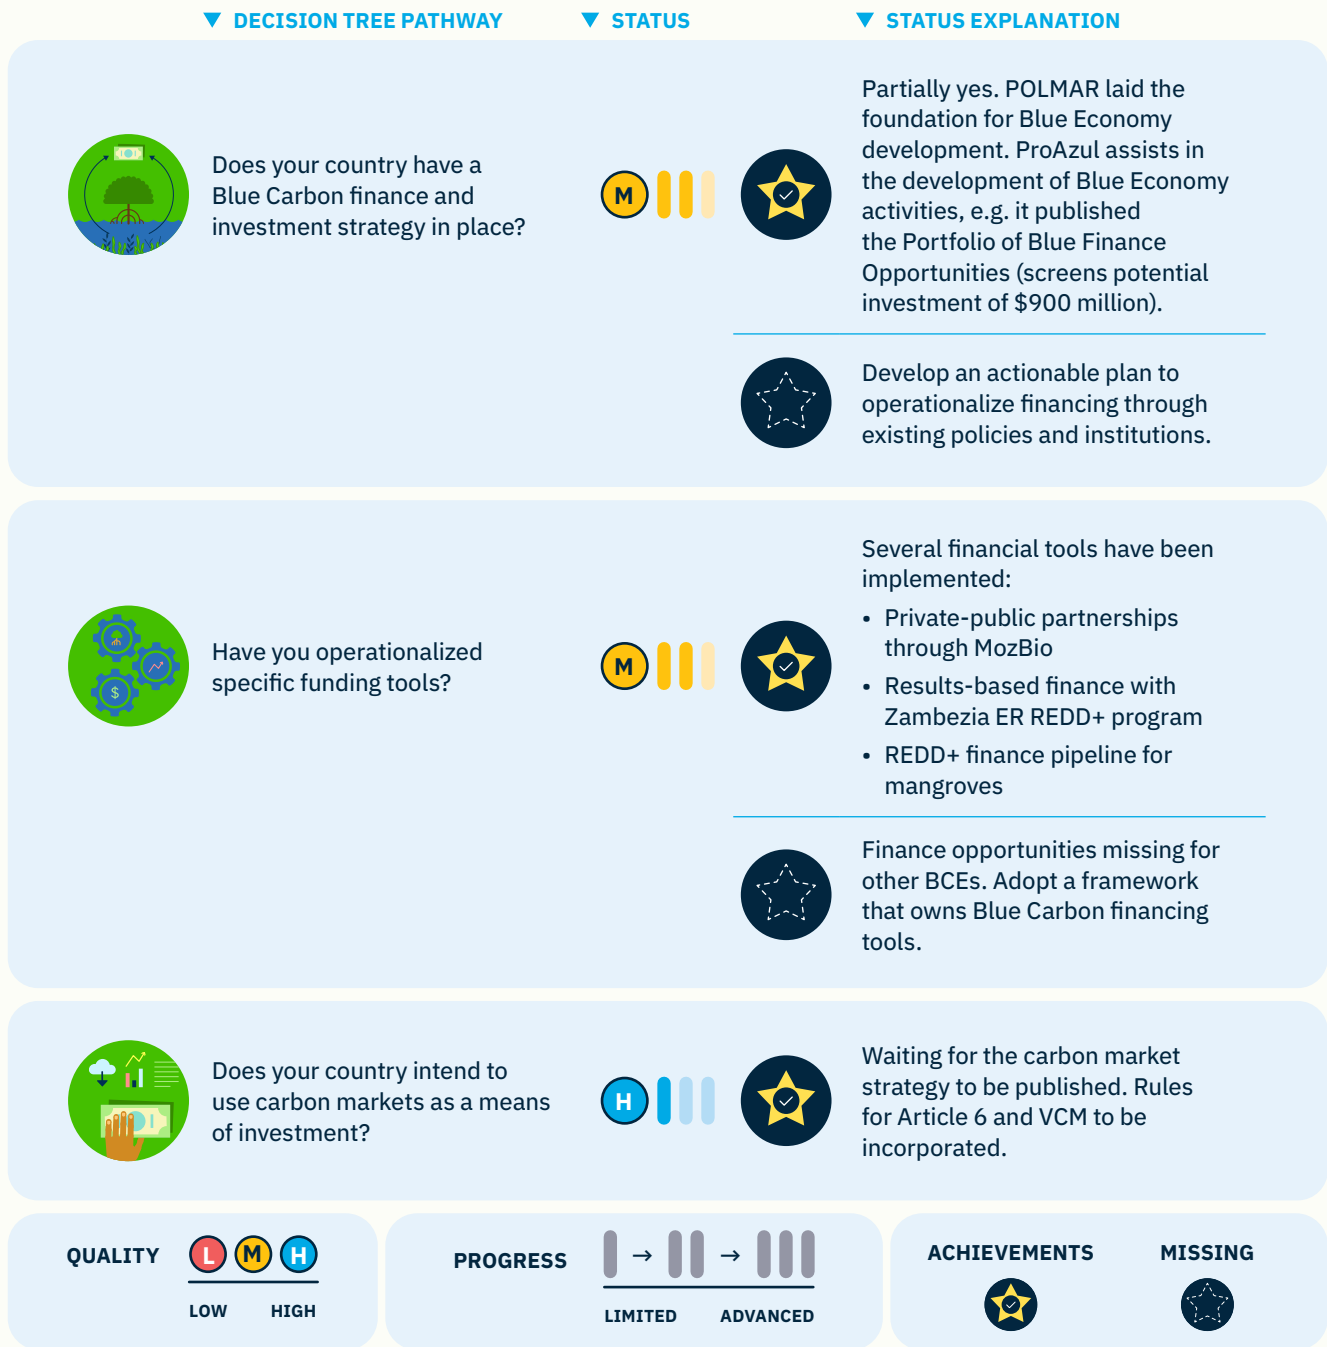 ▼ DECISION TREE PATHWAY ▼ STATUS ▼ STATUS EXPLANATION
Does your country have a
Blue Carbon finance and
investment strategy in place?
M
Partially yes. POLMAR laid the
foundation for Blue Economy
development. ProAzul assists in
the development of Blue Economy
activities, e.g. it published
the Portfolio of Blue Finance
Opportunities (screens potential
investment of $900 million).
Develop an actionable plan to
operationalize financing through
existing policies and institutions.
Have you operationalized
specific funding tools?
$
M
Several financial tools have been
implemented:
• Private-public partnerships
through MozBio
• Results-based finance with
Zambezia ER REDD+ program
• REDD+ finance pipeline for
mangroves
Finance opportunities missing for
other BCEs. Adopt a framework
that owns Blue Carbon financing
tools.
Does your country intend to
use carbon markets as a means
of investment?
H
Waiting for the carbon market
strategy to be published. Rules
for Article 6 and VCM to be
incorporated.
QUALITY L M H
LOW HIGH
PROGRESS → →
LIMITED ADVANCED
ACHIEVEMENTS MISSING